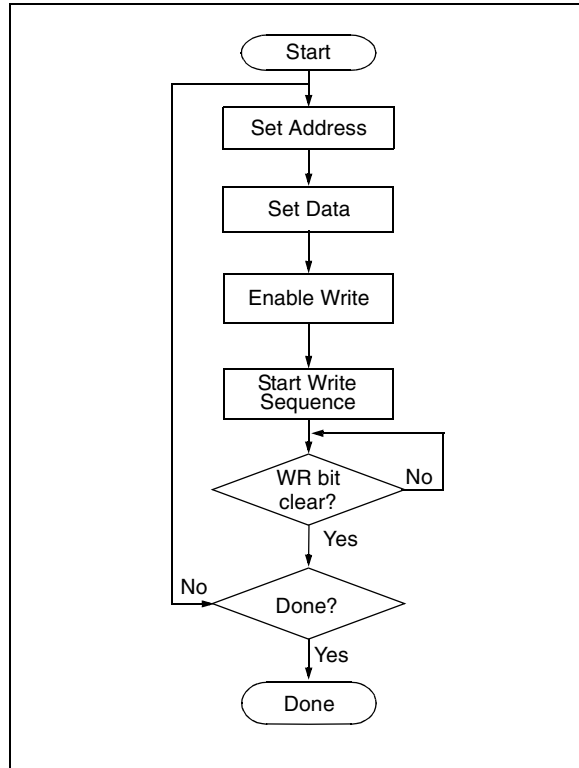 Start
Set Address
Set Data
Enable Write
Start Write
Sequence
WR bit
clear?
No
Yes
No
Done?
Yes
Done